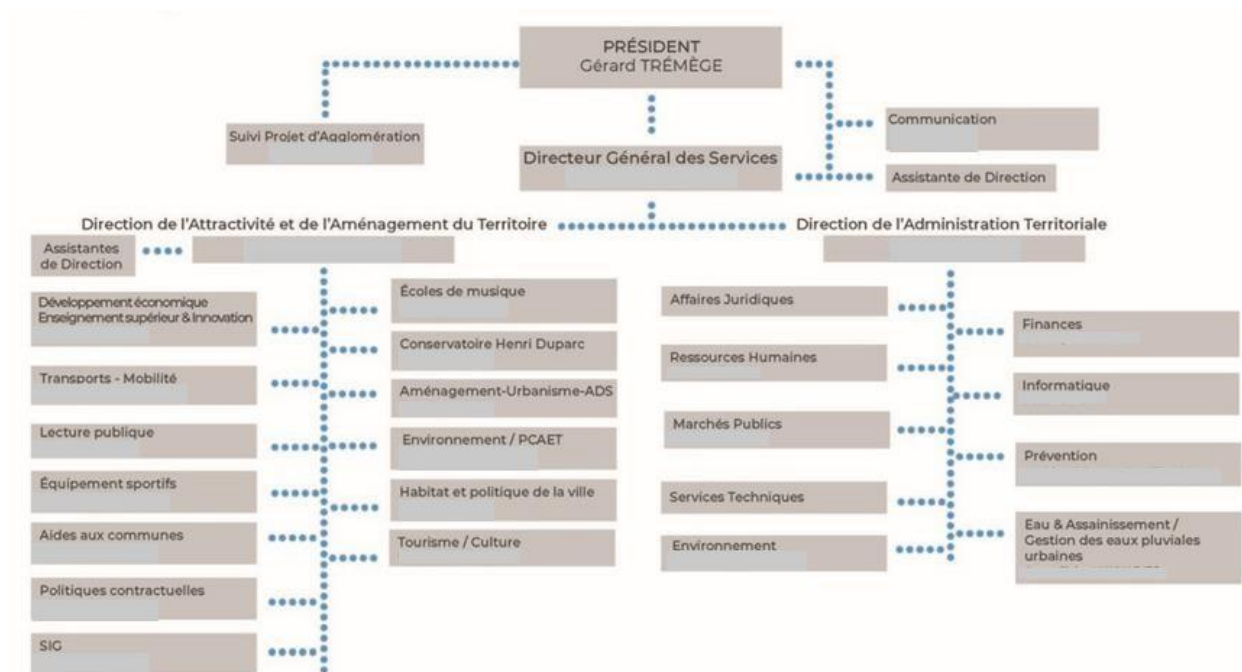 PRÉSIDENT
Gérard TRÉMÈGE
Suivi Projet d'Agglomération
Communication
Directeur Général des Services
Assistante de Direction
Direction de l'Attractivité et de l'Aménagement du Territoire
Direction de l'Administration Territoriale
Assistantes
de Direction
Développement économique
Enseignement supérieur & Innovation
Transports - Mobilité
Lecture publique
Équipement sportifs
Aides aux communes
Politiques contractuelles
SIG
Écoles de musique
Conservatoire Henri Duparc
Aménagement-Urbanisme-ADS
Environnement / PCAET
Habitat et politique de la ville
Tourisme / Culture
Affaires Juridiques
Ressources Humaines
Marchés Publics
Services Techniques
Environnement
Finances
Informatique
Prévention
Eau & Assainissement /
Gestion des eaux pluviales
urbaines